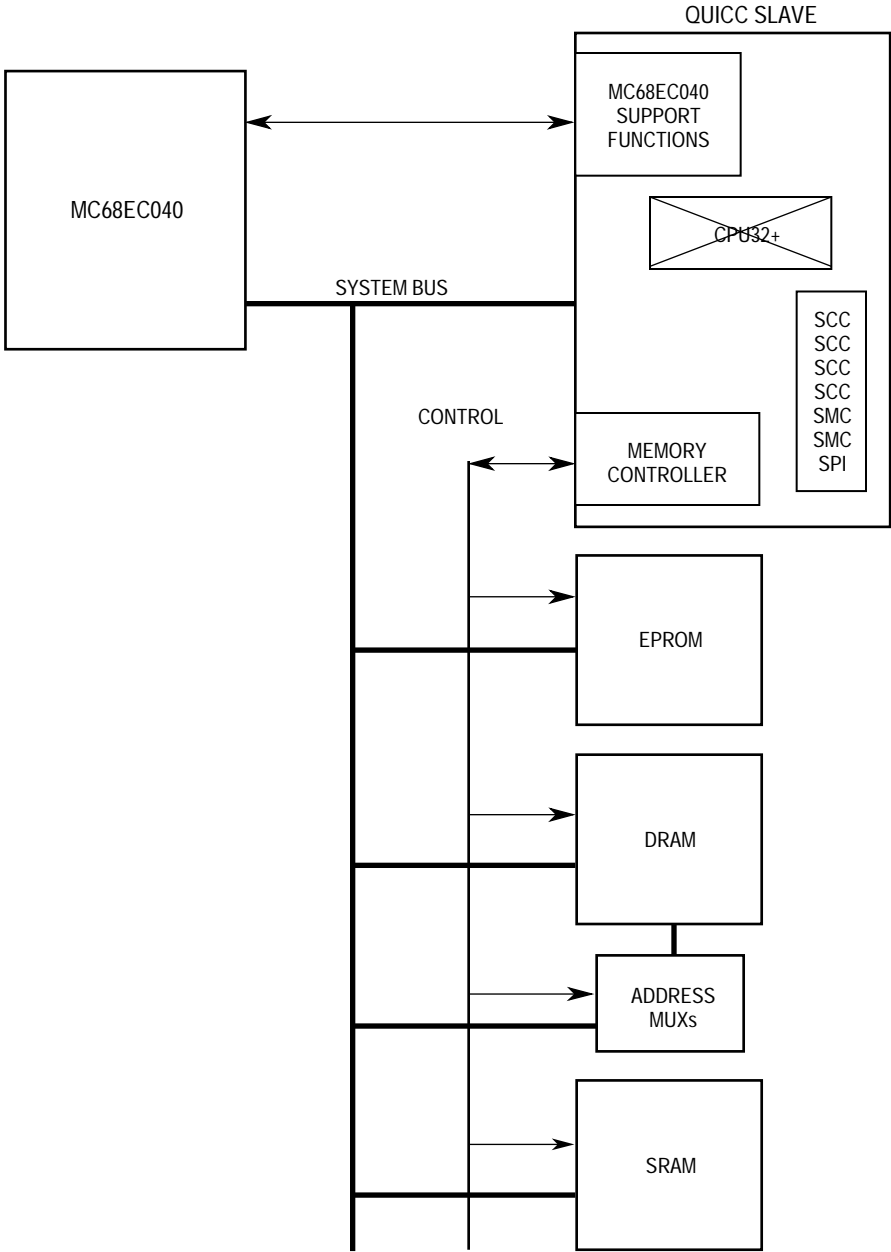 QUICC SLAVE
MC68EC040
SUPPORT
FUNCTIONS
MC68EC040
CPU32+
SYSTEM BUS
SCC
SCC
SCC
SCC
SMC
SMC
SPI
CONTROL
MEMORY
CONTROLLER
EPROM
DRAM
ADDRESS
MUXs
SRAM